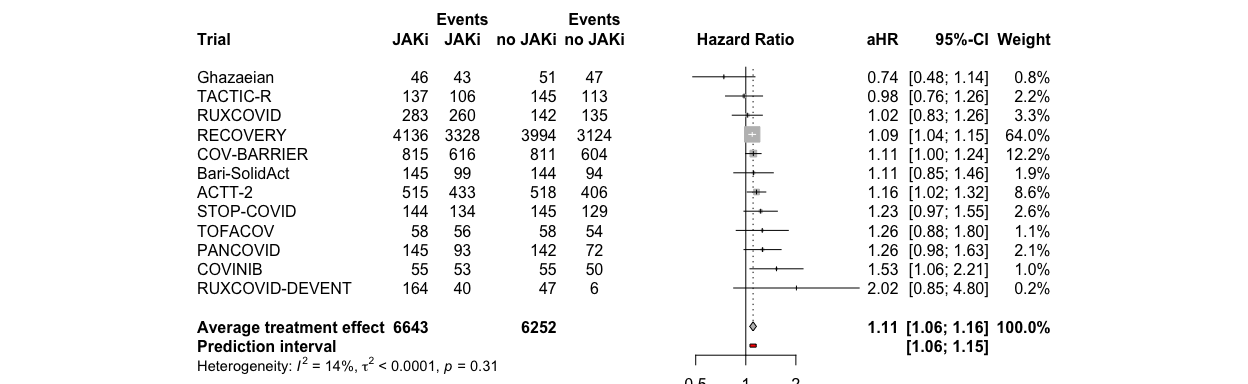 Events Events
Trial JAKi JAKi no JAKi no JAKi Hazard Ratio aHR 95%-CI Weight
Ghazaeian 46 43 51 47 0.74 [0.48; 1.14] 0.8%
TACTIC-R 137 106 145 113 0.98 [0.76; 1.26] 2.2%
RUXCOVID 283 260 142 135 1.02 [0.83; 1.26] 3.3%
RECOVERY 4136 3328 3994 3124 1.09 [1.04; 1.15] 64.0%
COV-BARRIER 815 616 811 604 1.11 [1.00; 1.24] 12.2%
Bari-SolidAct 145 99 144 94 1.11 [0.85; 1.46] 1.9%
ACTT-2 515 433 518 406 1.16 [1.02; 1.32] 8.6%
STOP-COVID 144 134 145 129 1.23 [0.97; 1.55] 2.6%
TOFACOV 58 56 58 54 1.26 [0.88; 1.80] 1.1%
PANCOVID 145 93 142 72 1.26 [0.98; 1.63] 2.1%
COVINIB 55 53 55 50 1.53 [1.06; 2.21] 1.0%
RUXCOVID-DEVENT 164 40 47 6 2.02 [0.85; 4.80] 0.2%
Average treatment effect 6643 6252 1.11 [1.06; 1.16] 100.0%
Prediction interval [1.06; 1.15]
Heterogeneity: I² = 14%, τ² < 0.0001, p = 0.31
0.5 1 2